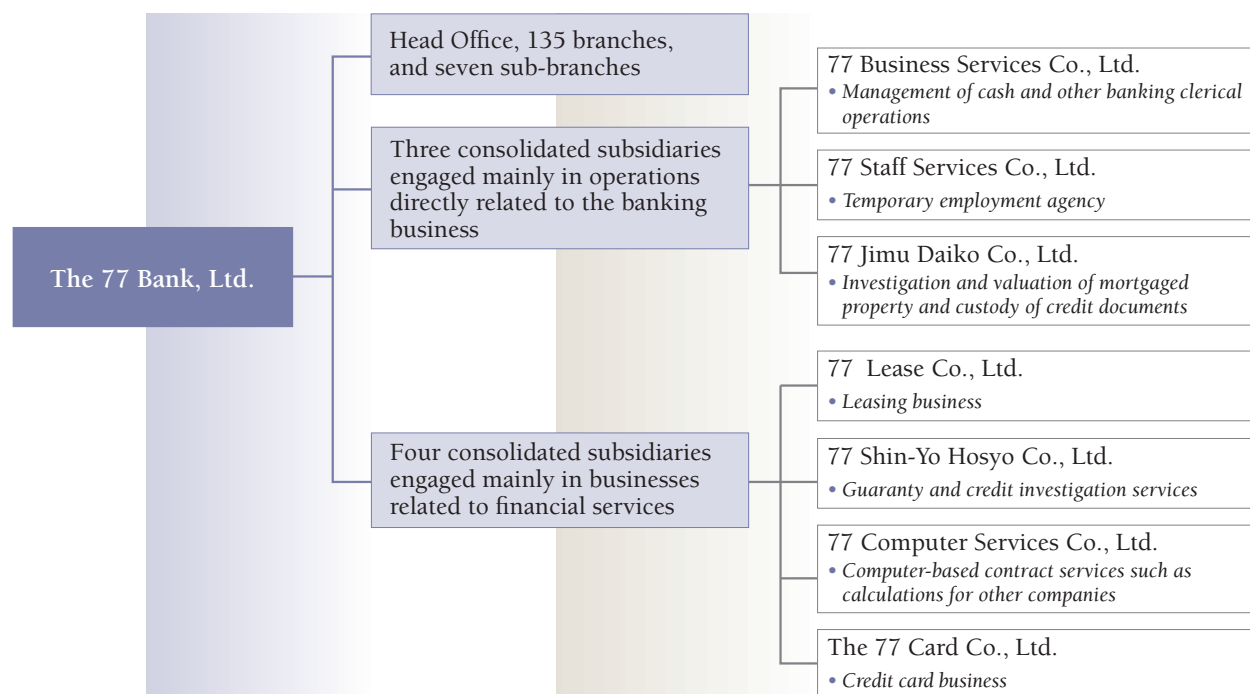 The 77 Bank, Ltd.
Head Office, 135 branches,
and seven sub-branches
Three consolidated subsidiaries
engaged mainly in operations
directly related to the banking
business
77 Business Services Co., Ltd.
• Management of cash and other banking clerical
operations
77 Staff Services Co., Ltd.
• Temporary employment agency
77 Jimu Daiko Co., Ltd.
• Investigation and valuation of mortgaged
property and custody of credit documents
Four consolidated subsidiaries
engaged mainly in businesses
related to financial services
77 Lease Co., Ltd.
• Leasing business
77 Shin-Yo Hosyo Co., Ltd.
• Guaranty and credit investigation services
77 Computer Services Co., Ltd.
• Computer-based contract services such as
calculations for other companies
The 77 Card Co., Ltd.
• Credit card business